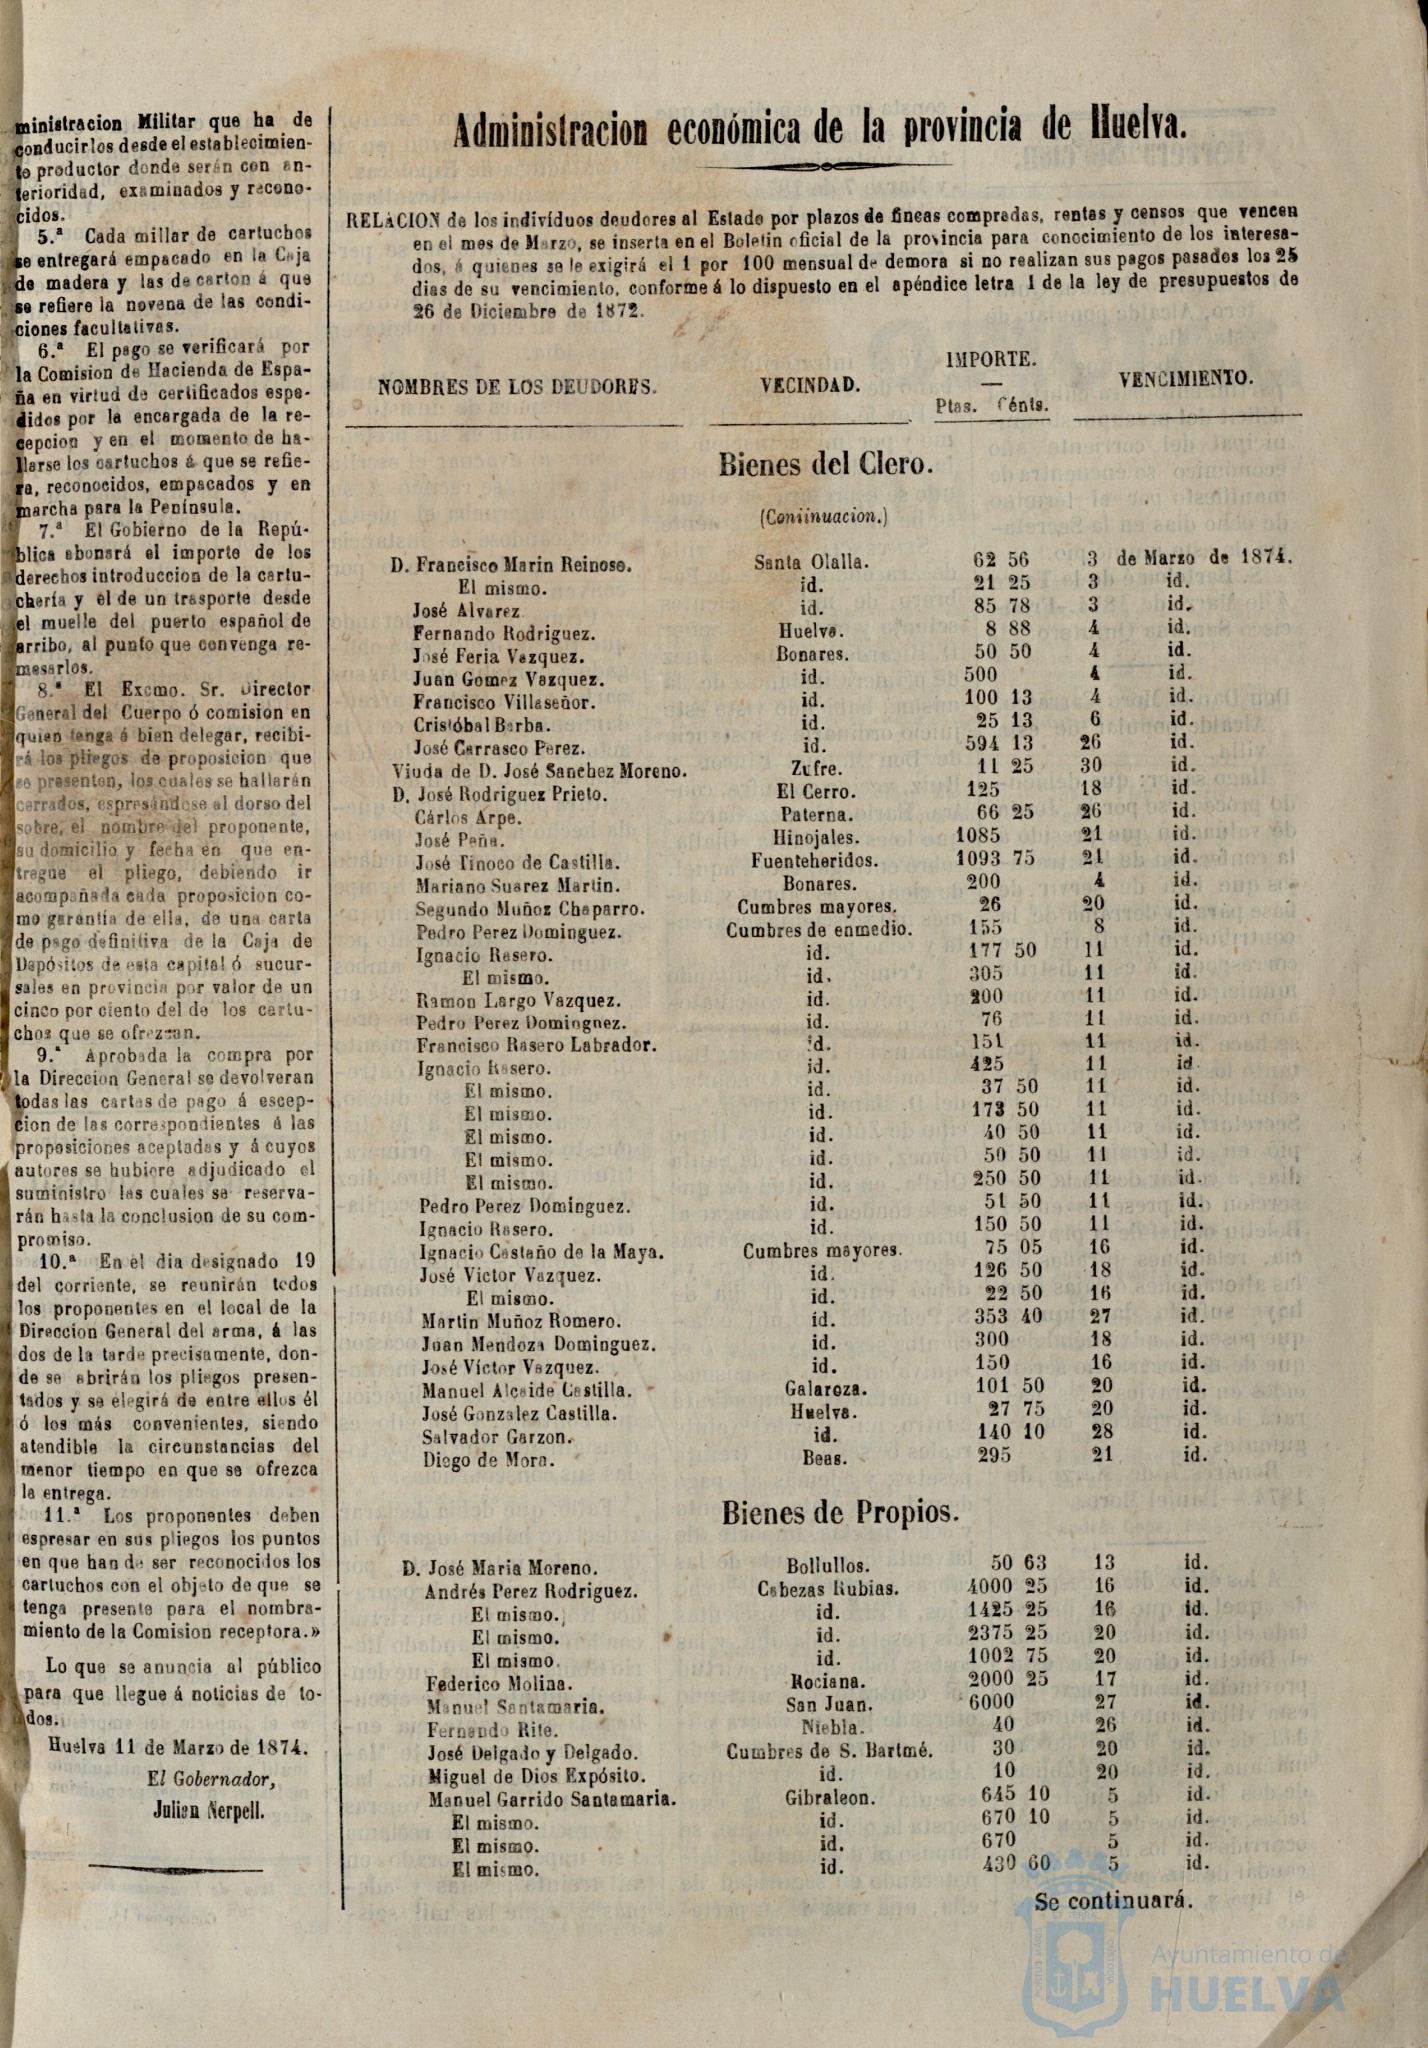 ministracion Militar que ha de
conducirlos desde el establecimien-
to productor donde serán con an-
terioridad, examinados y recono-
cidos.
5.ª Cada millar de cartuchos
se entregará empacado en la Caja
de madera y las de carton á que
se refiere la novena de las condi-
ciones facultativas.
6.ª El pago se verificará por
la Comision de Hacienda de Espa-
ña en virtud de certificados espe-
didos por la encargada de la re-
cepcion y en el momento de ha-
llarse los cartuchos á que se refie-
ra, reconocidos, empacados y en
marcha para la Península.
7.ª El Gobierno de la Repú-
blica abonará el importe de los
derechos introduccion de la cartu-
chería y el de un trasporte desde
el muelle del puerto español de
arribo, al punto que convenga re-
mesarlos.
8.ª El Excmo. Sr. Director
General del Cuerpo ó comision en
quien tenga á bien delegar, recibi-
rá los pliegos de proposicion que
se presenten, los cuales se hallarán
cerrados, espresándose al dorso del
sobre, el nombre del proponente,
su domicilio y fecha en que en-
tregue el pliego, debiendo ir
acompañada cada proposicion co-
mo garantía de ella, de una carta
de pago definitiva de la Caja de
Depósitos de esta capital ó sucur-
sales en provincia por valor de un
cinco por ciento del de los cartu-
chos que se ofrezcan.
9.ª Aprobada la compra por
la Direccion General se devolveran
todas las cartas de pago á escep-
cion de las correspondientes á las
proposiciones aceptadas y á cuyos
autores se hubiere adjudicado el
suministro las cuales se reserva-
rán hasta la conclusion de su com-
promiso.
10.ª En el dia designado 19
del corriente, se reunirán todos
los proponentes en el local de la
Direccion General del arma, á las
dos de la tarde precisamente, don-
de se abrirán los pliegos presen-
tados y se elegirá de entre ellos él
ó los más convenientes, siendo
atendible la circunstancias del
menor tiempo en que se ofrezca
la entrega.
11.ª Los proponentes deben
espresar en sus pliegos los puntos
en que han de ser reconocidos los
cartuchos con el objeto de que se
tenga presente para el nombra-
miento de la Comision receptora.»
Lo que se anuncia al público
para que llegue á noticias de to-
dos.
Huelva 11 de Marzo de 1874.
El Gobernador,
Julian Nerpell.
Administracion económica de la provincia de Huelva.
RELACION de los indivíduos deudores al Estado por plazos de fincas compradas, rentas y censos que vencen
en el mes de Marzo, se inserta en el Boletin oficial de la provincia para conocimiento de los interesa-
dos, á quienes se le exigirá el 1 por 100 mensual de demora si no realizan sus pagos pasados los 25
dias de su vencimiento, conforme á lo dispuesto en el apéndice letra 1 de la ley de presupuestos de
26 de Diciembre de 1872.
NOMBRES DE LOS DEUDORES. VECINDAD. IMPORTE. VENCIMIENTO.
Ptas. Cénts.
Bienes del Clero.
(Coniinuacion.)
D. Francisco Marin Reinoso. Santa Olalla. 62 56 3 de Marzo de 1874.
El mismo. id. 21 25 3 id.
José Alvarez id. 85 78 3 id.
Fernando Rodriguez. Huelva. 8 88 4 id.
José Feria Vazquez. Bonares. 50 50 4 id.
Juan Gomez Vazquez. id. 500 4 id.
Francisco Villaseñor. id. 100 13 4 id.
Cristóbal Barba. id. 25 13 6 id.
José Carrasco Perez. id. 594 13 26 id.
Viuda de D. José Sanchez Moreno. Zufre. 11 25 30 id.
D. José Rodriguez Prieto. El Cerro. 125 18 id.
Cárlos Arpe. Paterna. 66 25 26 id.
José Peña. Hinojales. 1085 21 id.
José Tinoco de Castilla. Fuenteheridos. 1093 75 21 id.
Mariano Suarez Martin. Bonares. 200 4 id.
Segundo Muñoz Chaparro. Cumbres mayores. 26 20 id.
Pedro Perez Dominguez. Cumbres de enmedio. 155 8 id.
Ignacio Rasero. id. 177 50 11 id.
El mismo. id. 305 11 id.
Ramon Largo Vazquez. id. 200 11 id.
Pedro Perez Domingnez. id. 76 11 id.
Francisco Rasero Labrador. id. 151 11 id.
Ignacio Rasero. id. 425 11 id.
El mismo. id. 37 50 11 id.
El mismo. id. 173 50 11 id.
El mismo. id. 40 50 11 id.
El mismo. id. 50 50 11 id.
El mismo. id. 250 50 11 id.
Pedro Perez Dominguez. id. 51 50 11 id.
Ignacio Rasero. id. 150 50 11 id.
Ignacio Castaño de la Maya. Cumbres mayores. 75 05 16 id.
José Victor Vazquez. id. 126 50 18 id.
El mismo. id. 22 50 16 id.
Martin Muñoz Romero. id. 353 40 27 id.
Juan Mendoza Dominguez. id. 300 18 id.
José Víctor Vazquez. id. 150 16 id.
Manuel Alcaide Castilla. Galaroza. 101 50 20 id.
José Gonzalez Castilla. Huelva. 27 75 20 id.
Salvador Garzon. id. 140 10 28 id.
Diego de Mora. Beas. 295 21 id.
Bienes de Propios.
D. José Maria Moreno. Bollullos. 50 63 13 id.
Andrés Perez Rodriguez. Cabezas Rubias. 4000 25 16 id.
El mismo. id. 1425 25 16 id.
El mismo. id. 2375 25 20 id.
El mismo. id. 1002 75 20 id.
Federico Molina. Rociana. 2000 25 17 id.
Manuel Santamaria. San Juan. 6000 27 id.
Fernando Rite. Niebla. 40 26 id.
José Delgado y Delgado. Cumbres de S. Bartmé. 30 20 id.
Miguel de Dios Expósito. id. 10 20 id.
Manuel Garrido Santamaria. Gibraleon. 645 10 5 id.
El mismo. id. 670 10 5 id.
El mismo. id. 670 5 id.
El mismo. id. 430 60 5 id.
Se continuará.
Ayuntamiento de
HUELVA